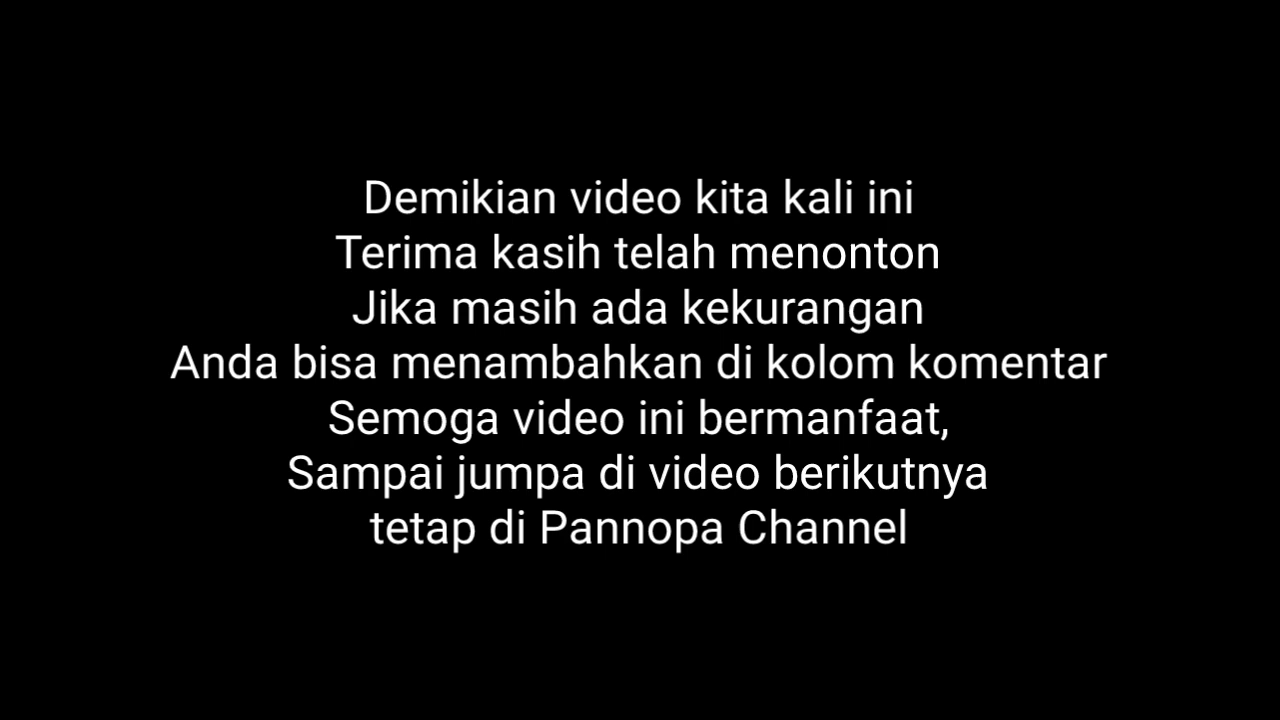 Demikian video kita kali ini
Terima kasih telah menonton
Jika masih ada kekurangan
Anda bisa menambahkan di kolom komentar
Semoga video ini bermanfaat,
Sampai jumpa di video berikutnya
tetap di Pannopa Channel